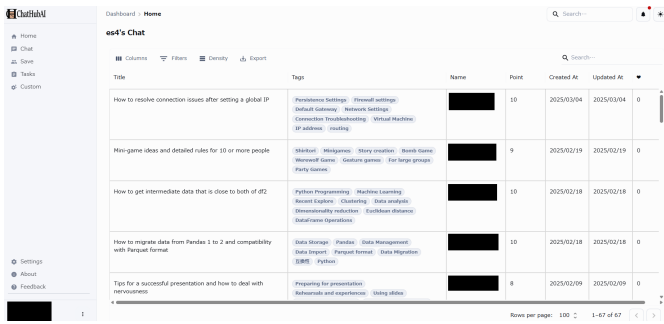 ChatHubAI
Dashboard › Home
Search…
Home
Chat
Save
Tasks
Custom
es4's Chat
Columns Filters Density Export
Search…
Title Tags Name Point Created At Updated At
How to resolve connection issues after setting a global IP
Persistence Settings Firewall settings
Default Gateway Network Settings
Connection Troubleshooting Virtual Machine
IP address routing
10 2025/03/04 2025/03/04 0
Mini-game ideas and detailed rules for 10 or more people
Shiritori Minigames Story creation Bomb Game
Werewolf Game Gesture games For large groups
Party Games
9 2025/02/19 2025/02/19 0
How to get intermediate data that is close to both of df2
Python Programming Machine Learning
Recent Explors Clustering Data analysis
Dimensionality reduction Euclidean distance
DataFrame Operations
10 2025/02/18 2025/02/18 0
How to migrate data from Pandas 1 to 2 and compatibility
with Parquet format
Data Storage Pandas Data Management
Data Import Parquet format Data Migration
互換性 Python
10 2025/02/18 2025/02/18 0
Tips for a successful presentation and how to deal with
nervousness
Preparing for presentation
Rehearsals and experiences Using slides
8 2025/02/09 2025/02/09 0
Settings
About
Feedback
Rows per page: 100 1–67 of 67